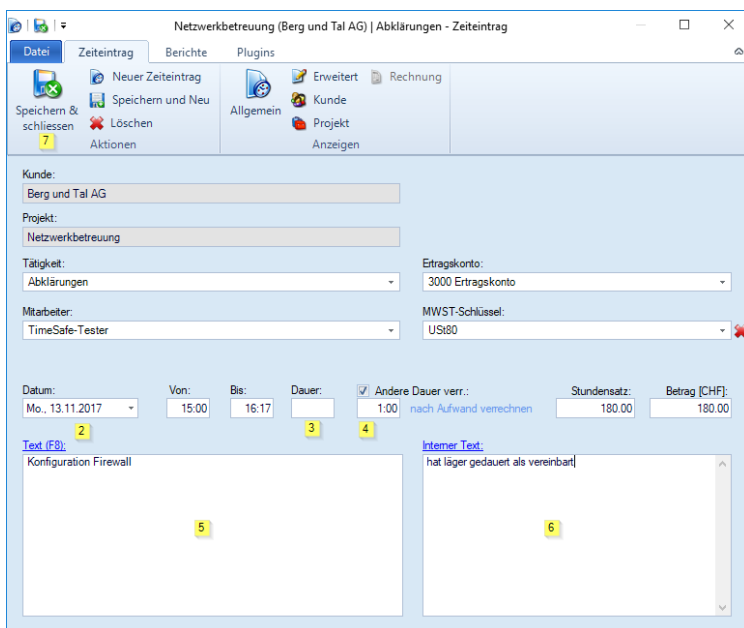 Netzwerkbetreuung (Berg und Tal AG) | Abklärungen - Zeiteintrag
Datei Zeiteintrag Berichte Plugins
Speichern & schliessen
7
Neuer Zeiteintrag
Speichern und Neu
Löschen
Aktionen
Allgemein
Erweitert
Kunde
Projekt
Rechnung
Anzeigen
Kunde:
Berg und Tal AG
Projekt:
Netzwerkbetreuung
Tätigkeit: Ertragskonto:
Abklärungen 3000 Ertragskonto
Mitarbeiter: MWST-Schlüssel:
TimeSafe-Tester USt80
Datum: Von: Bis: Dauer: Andere Dauer verr.: Stundensatz: Betrag [CHF]:
Mo., 13.11.2017 15:00 16:17 1:00 nach Aufwand verrechnen 180.00 180.00
2 3 4
Text (F8): Interner Text:
Konfiguration Firewall hat läger gedauert als vereinbart
5 6